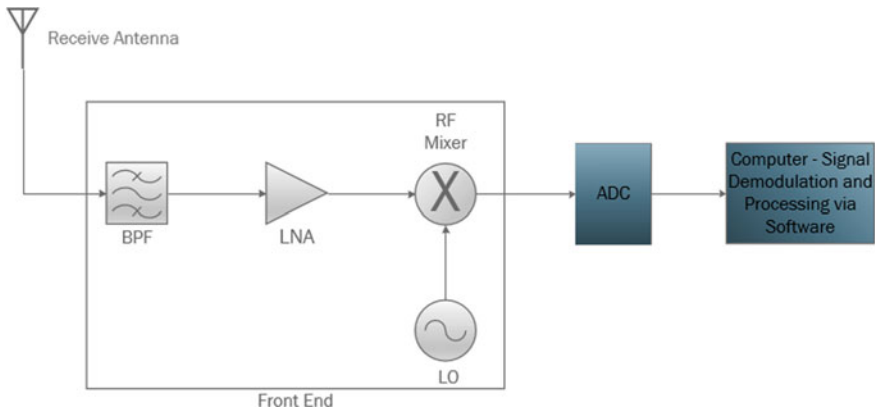 Receive Antenna
RF
Mixer
X
BPF
LNA
LO
Front End
ADC
Computer - Signal
Demodulation and
Processing via
Software